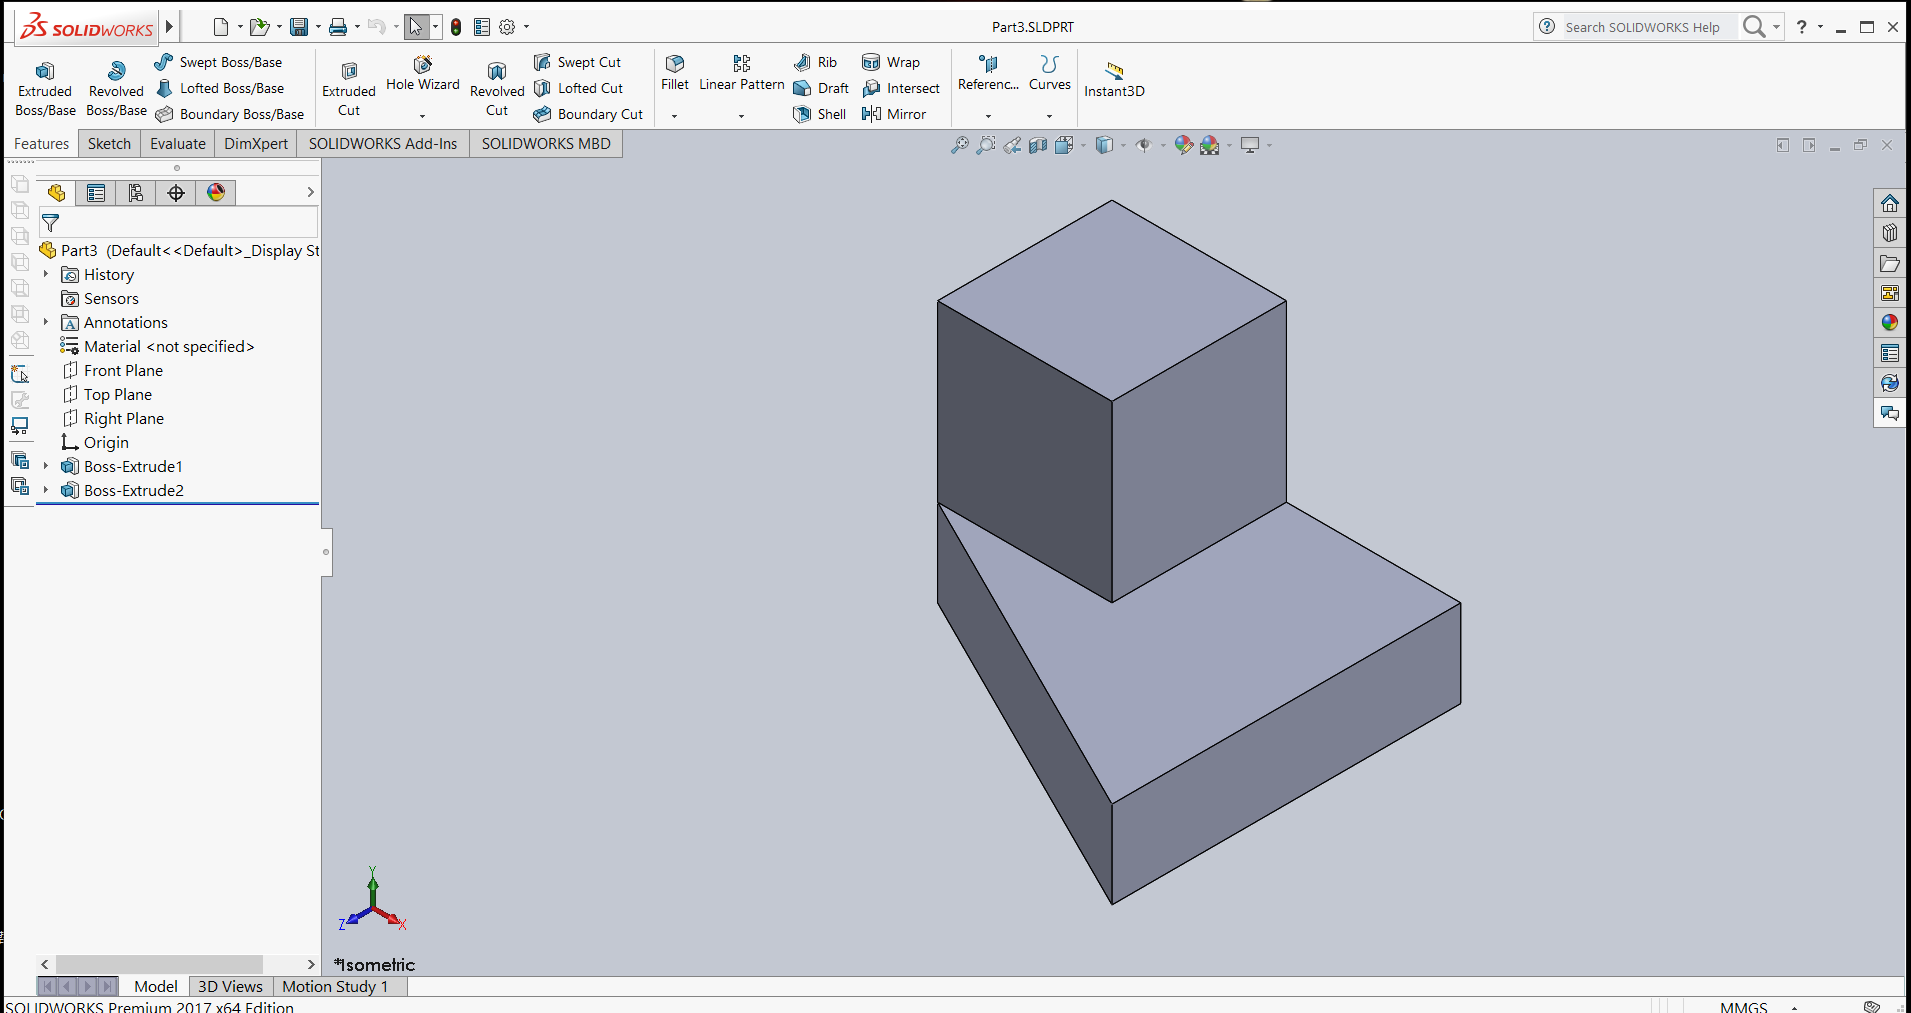 SOLIDWORKS
Part3.SLDPRT
Search SOLIDWORKS Help
?
Extruded Boss/Base
Revolved Boss/Base
Swept Boss/Base
Lofted Boss/Base
Boundary Boss/Base
Extruded Cut
Hole Wizard
Revolved Cut
Swept Cut
Lofted Cut
Boundary Cut
Fillet
Linear Pattern
Rib
Draft
Shell
Wrap
Intersect
Mirror
Referenc...
Curves
Instant3D
Features
Sketch
Evaluate
DimXpert
SOLIDWORKS Add-Ins
SOLIDWORKS MBD
Part3 (Default<<Default>_Display St
History
Sensors
Annotations
Material <not specified>
Front Plane
Top Plane
Right Plane
Origin
Boss-Extrude1
Boss-Extrude2
Y
Z
X
*Isometric
Model
3D Views
Motion Study 1
SOLIDWORKS Premium 2017 x64 Edition
MMGS